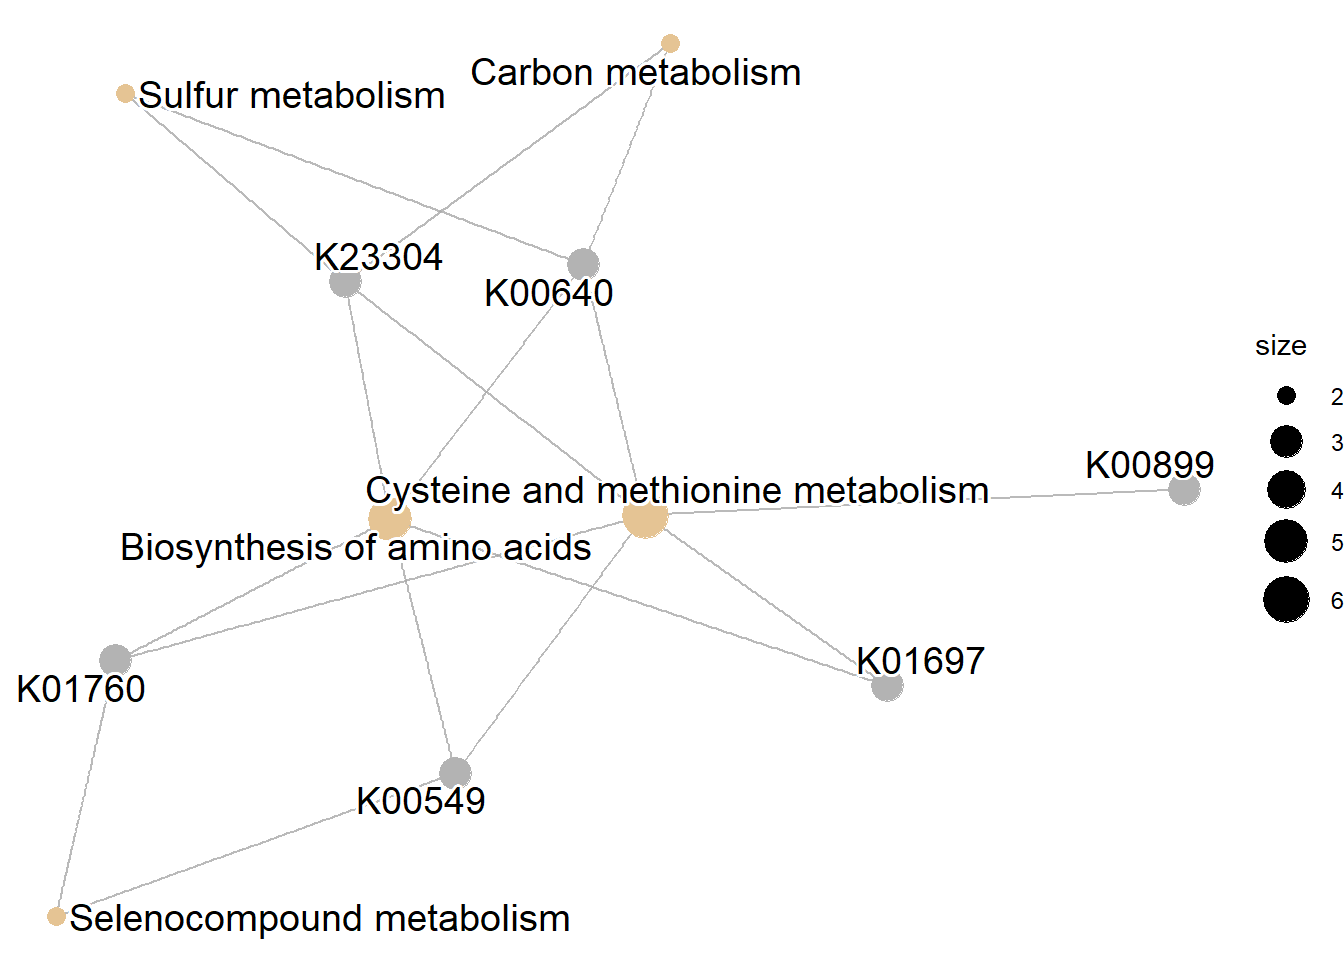 Carbon metabolism
Sulfur metabolism
K23304
K00640
size
2
3
4
5
6
K00899
Cysteine and methionine metabolism
Biosynthesis of amino acids
K01697
K01760
K00549
Selenocompound metabolism